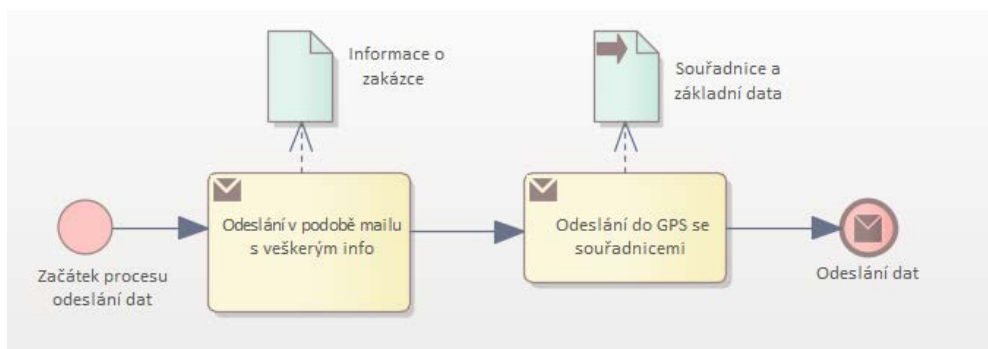 Informace o
zakázce
Souřadnice a
základní data
Odeslání v podobě mailu
s veškerým info
Odeslání do GPS se
souřadnicemi
Začátek procesu
odeslání dat
Odeslání dat